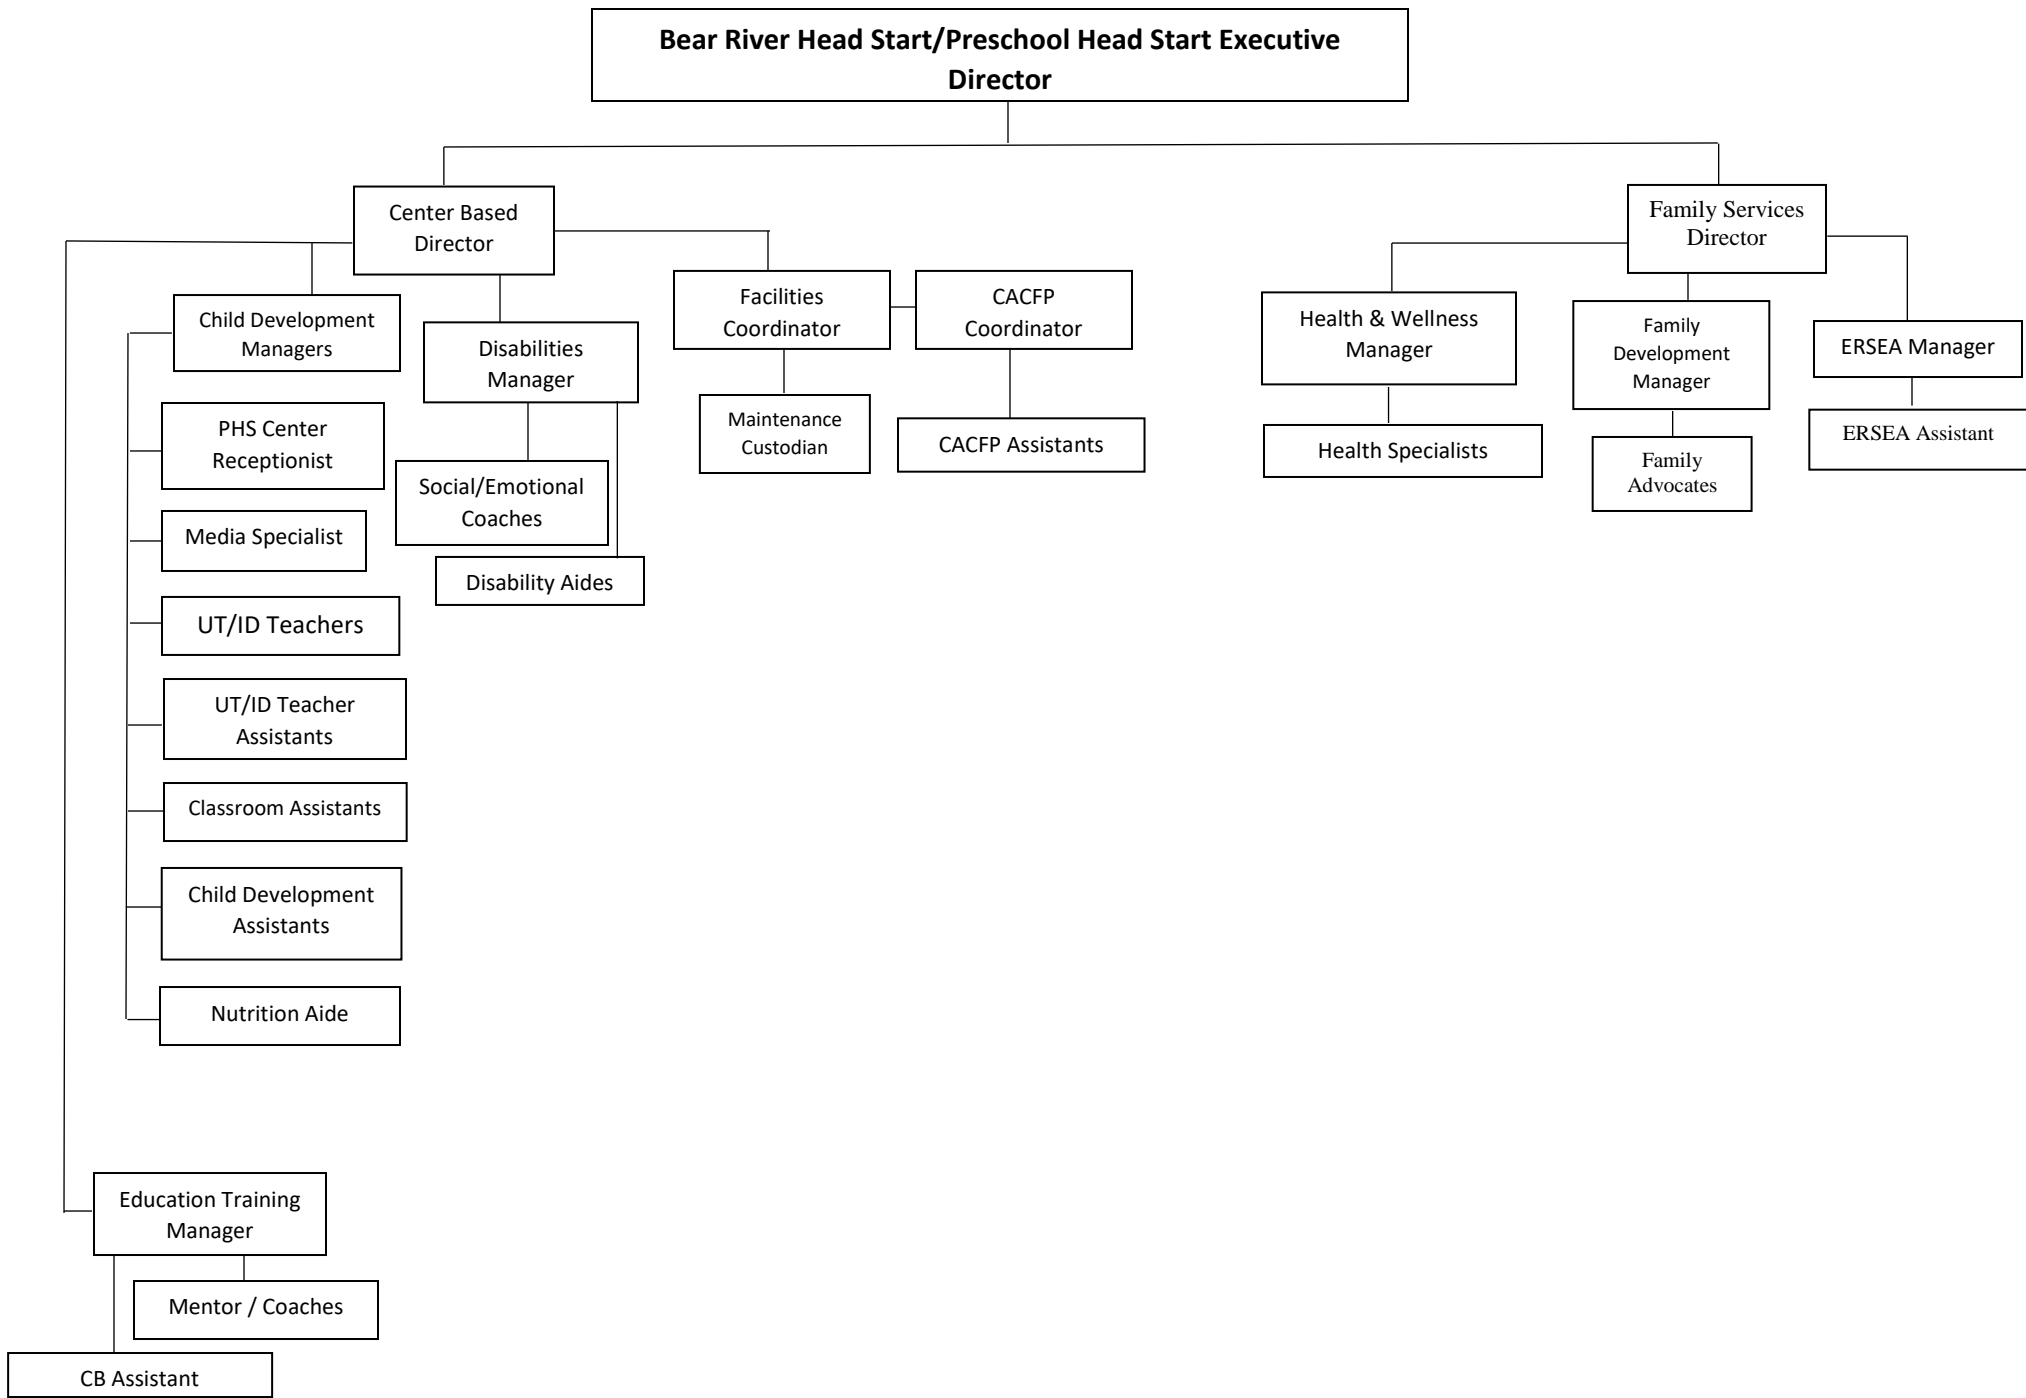 Bear River Head Start/Preschool Head Start Executive
Director
Center Based
Director
Family Services
Director
Child Development
Managers
Disabilities
Manager
Facilities
Coordinator
CACFP
Coordinator
Health & Wellness
Manager
Family
Development
Manager
ERSEA Manager
PHS Center
Receptionist
Social/Emotional
Coaches
Maintenance
Custodian
CACFP Assistants
Health Specialists
Family
Advocates
ERSEA Assistant
Media Specialist
Disability Aides
UT/ID Teachers
UT/ID Teacher
Assistants
Classroom Assistants
Child Development
Assistants
Nutrition Aide
Education Training
Manager
Mentor / Coaches
CB Assistant